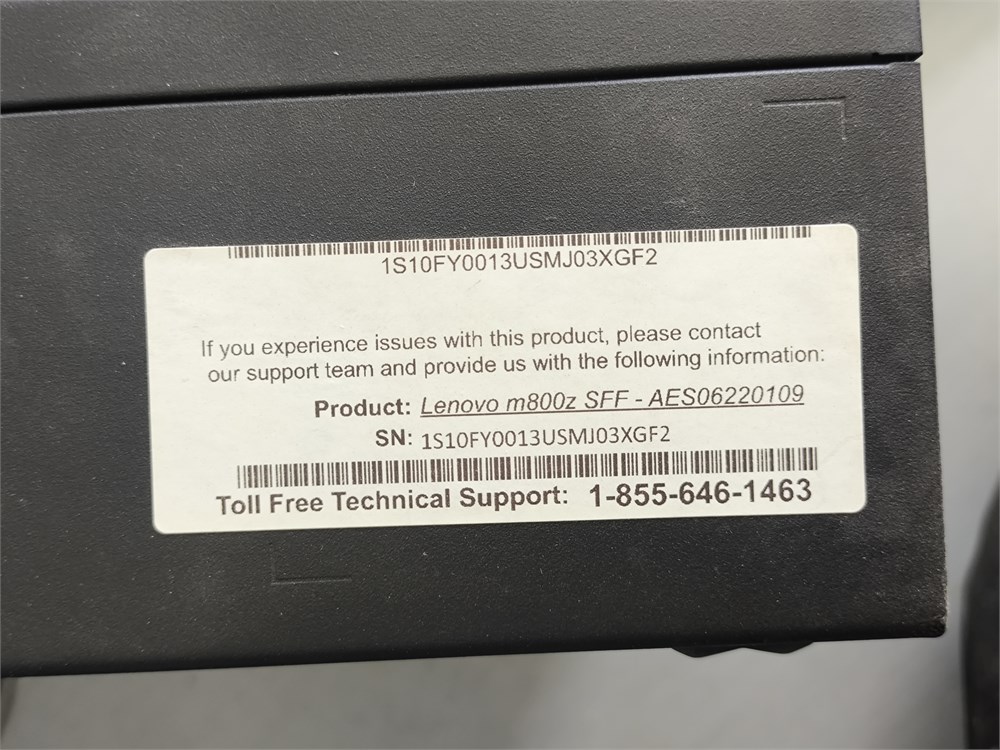 1S10FY0013USMJ03XGF2
If you experience issues with this product, please contact
our support team and provide us with the following information:
Product: Lenovo m800z SFF - AES06220109
SN: 1S10FY0013USMJ03XGF2
Toll Free Technical Support: 1-855-646-1463